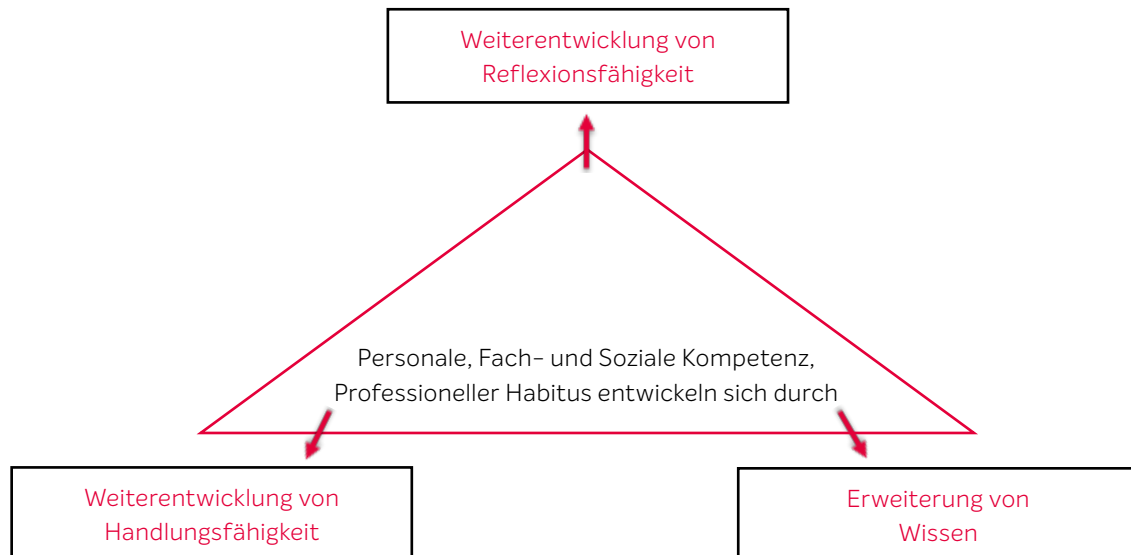 Weiterentwicklung von
Reflexionsfähigkeit
Personale, Fach- und Soziale Kompetenz,
Professioneller Habitus entwickeln sich durch
Weiterentwicklung von
Handlungsfähigkeit
Erweiterung von
Wissen